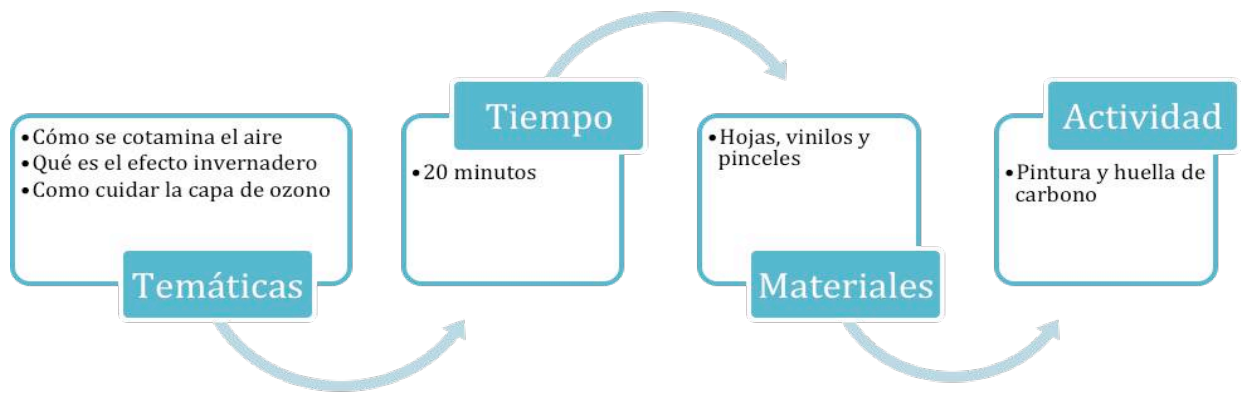 •Cómo se cotamina el aire
•Qué es el efecto invernadero
•Como cuidar la capa de ozono
Temáticas
Tiempo
•20 minutos
•Hojas, vinilos y
pinceles
Materiales
Actividad
•Pintura y huella de
carbono